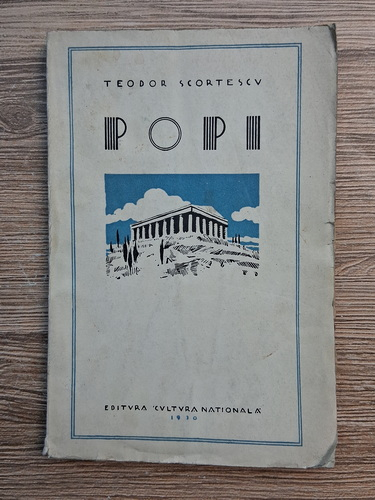 TEODOR SCORTESCU
POPI
EDITURA "CULTURA NATIONALĂ"
1930